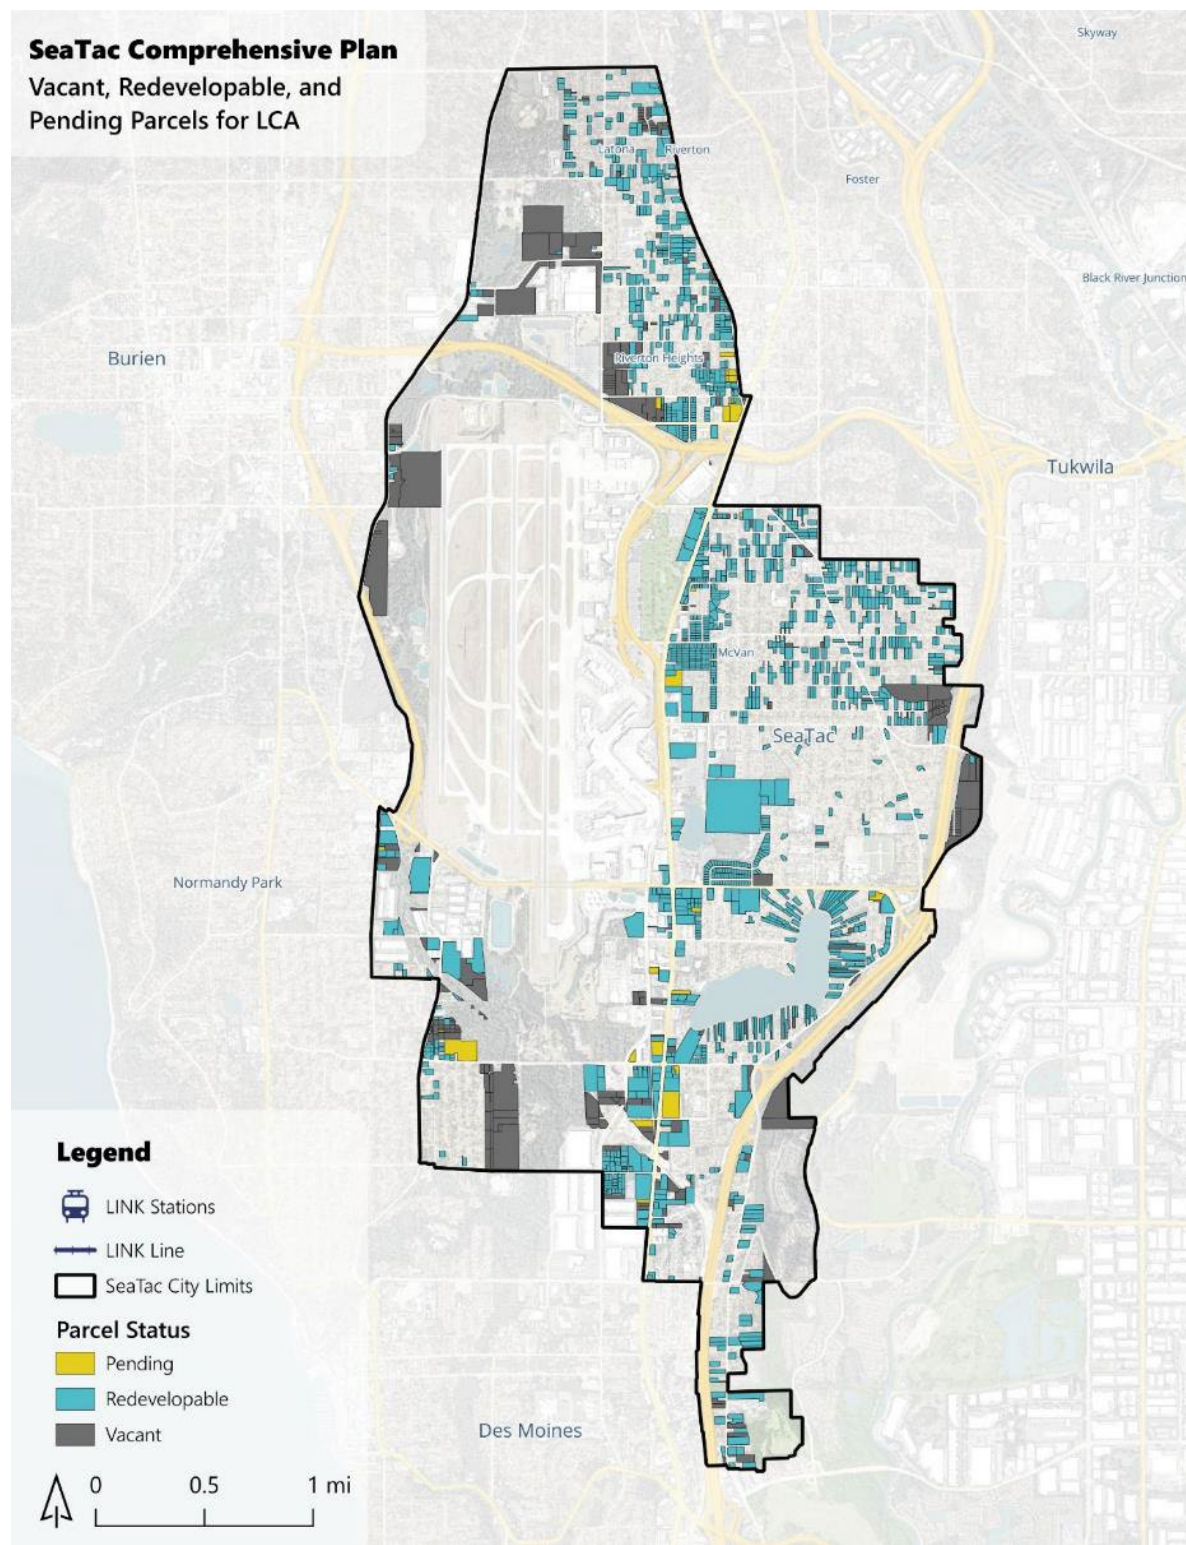 SeaTac Comprehensive Plan
Vacant, Redevelopable, and
Pending Parcels for LCA
Skyway
Latona
Riverton
Foster
Black River Junction
Burien
Riverton Heights
Tukwila
McVan
SeaTac
Normandy Park
Des Moines
Legend
LINK Stations
LINK Line
SeaTac City Limits
Parcel Status
Pending
Redevelopable
Vacant
0 0.5 1 mi